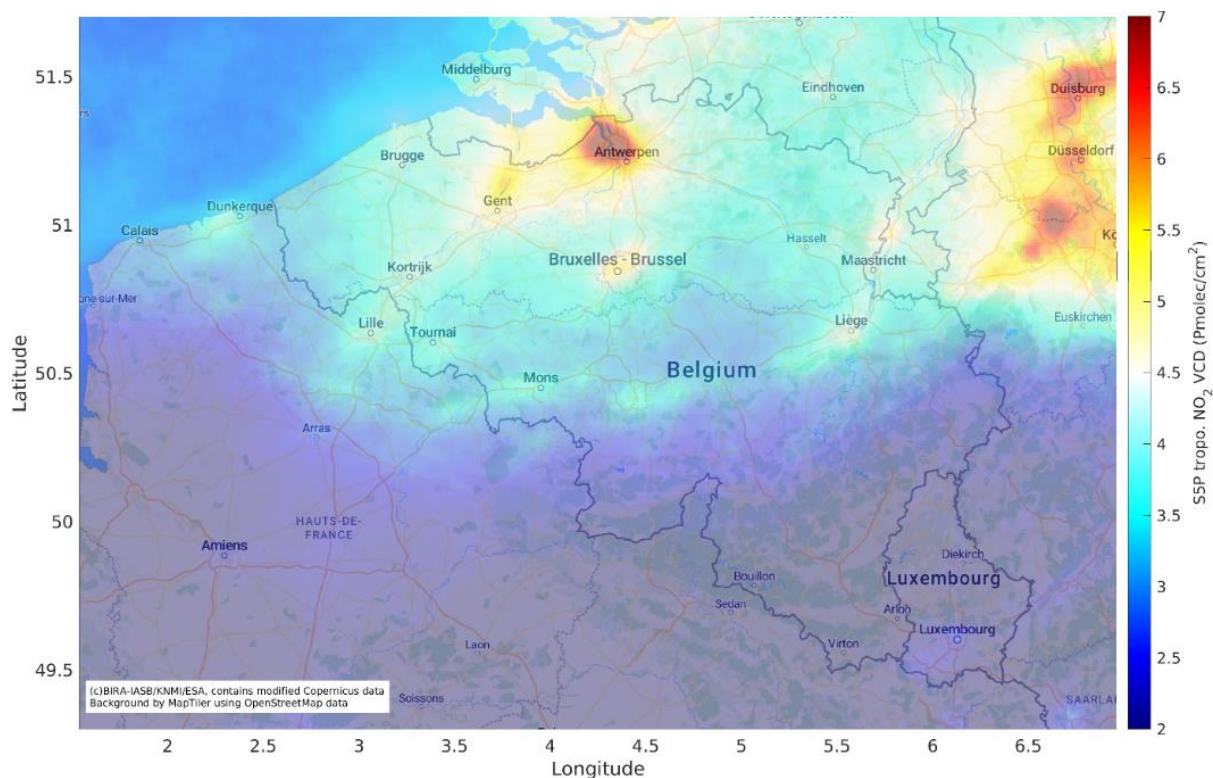 Middelburg
Eindhoven
Duisburg
Brugge
Antwerpen
Düsseldorf
Gent
Dunkerque
Calais
Hasselt
Bruxelles - Brussel
Maastricht
Kortrijk
gne-sur-Mer
Lille
Tournai
Liège
Euskirchen
Mons
Belgium
Arras
HAUTS-DE-
FRANCE
Amiens
Diekirch
Bouillon
Luxembourg
Sedan
Arlon
Luxembourg
Laon
Virton
Soissons
SAARLA
(c)BIRA-IASB/KNMI/ESA, contains modified Copernicus data
Background by MapTiler using OpenStreetMap data
Latitude
51.5
51
50.5
50
49.5
2
2.5
3
3.5
4
4.5
5
5.5
6
6.5
Longitude
7
6.5
6
5.5
5
4.5
4
3.5
3
2.5
2
S5P tropo. NO₂ VCD (Pmolec/cm²)